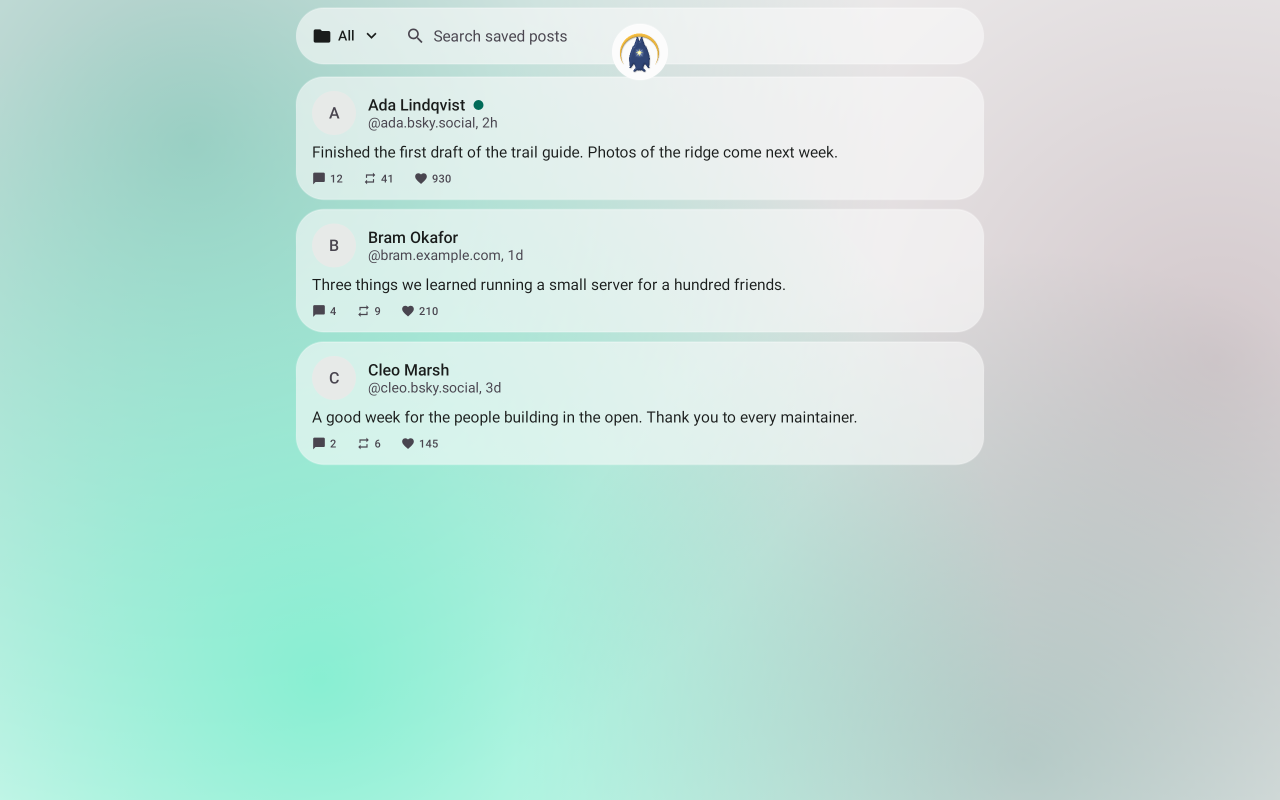 All
Search saved posts
A
Ada Lindqvist
@ada.bsky.social, 2h
Finished the first draft of the trail guide. Photos of the ridge come next week.
12 41 930
B
Bram Okafor
@bram.example.com, 1d
Three things we learned running a small server for a hundred friends.
4 9 210
C
Cleo Marsh
@cleo.bsky.social, 3d
A good week for the people building in the open. Thank you to every maintainer.
2 6 145